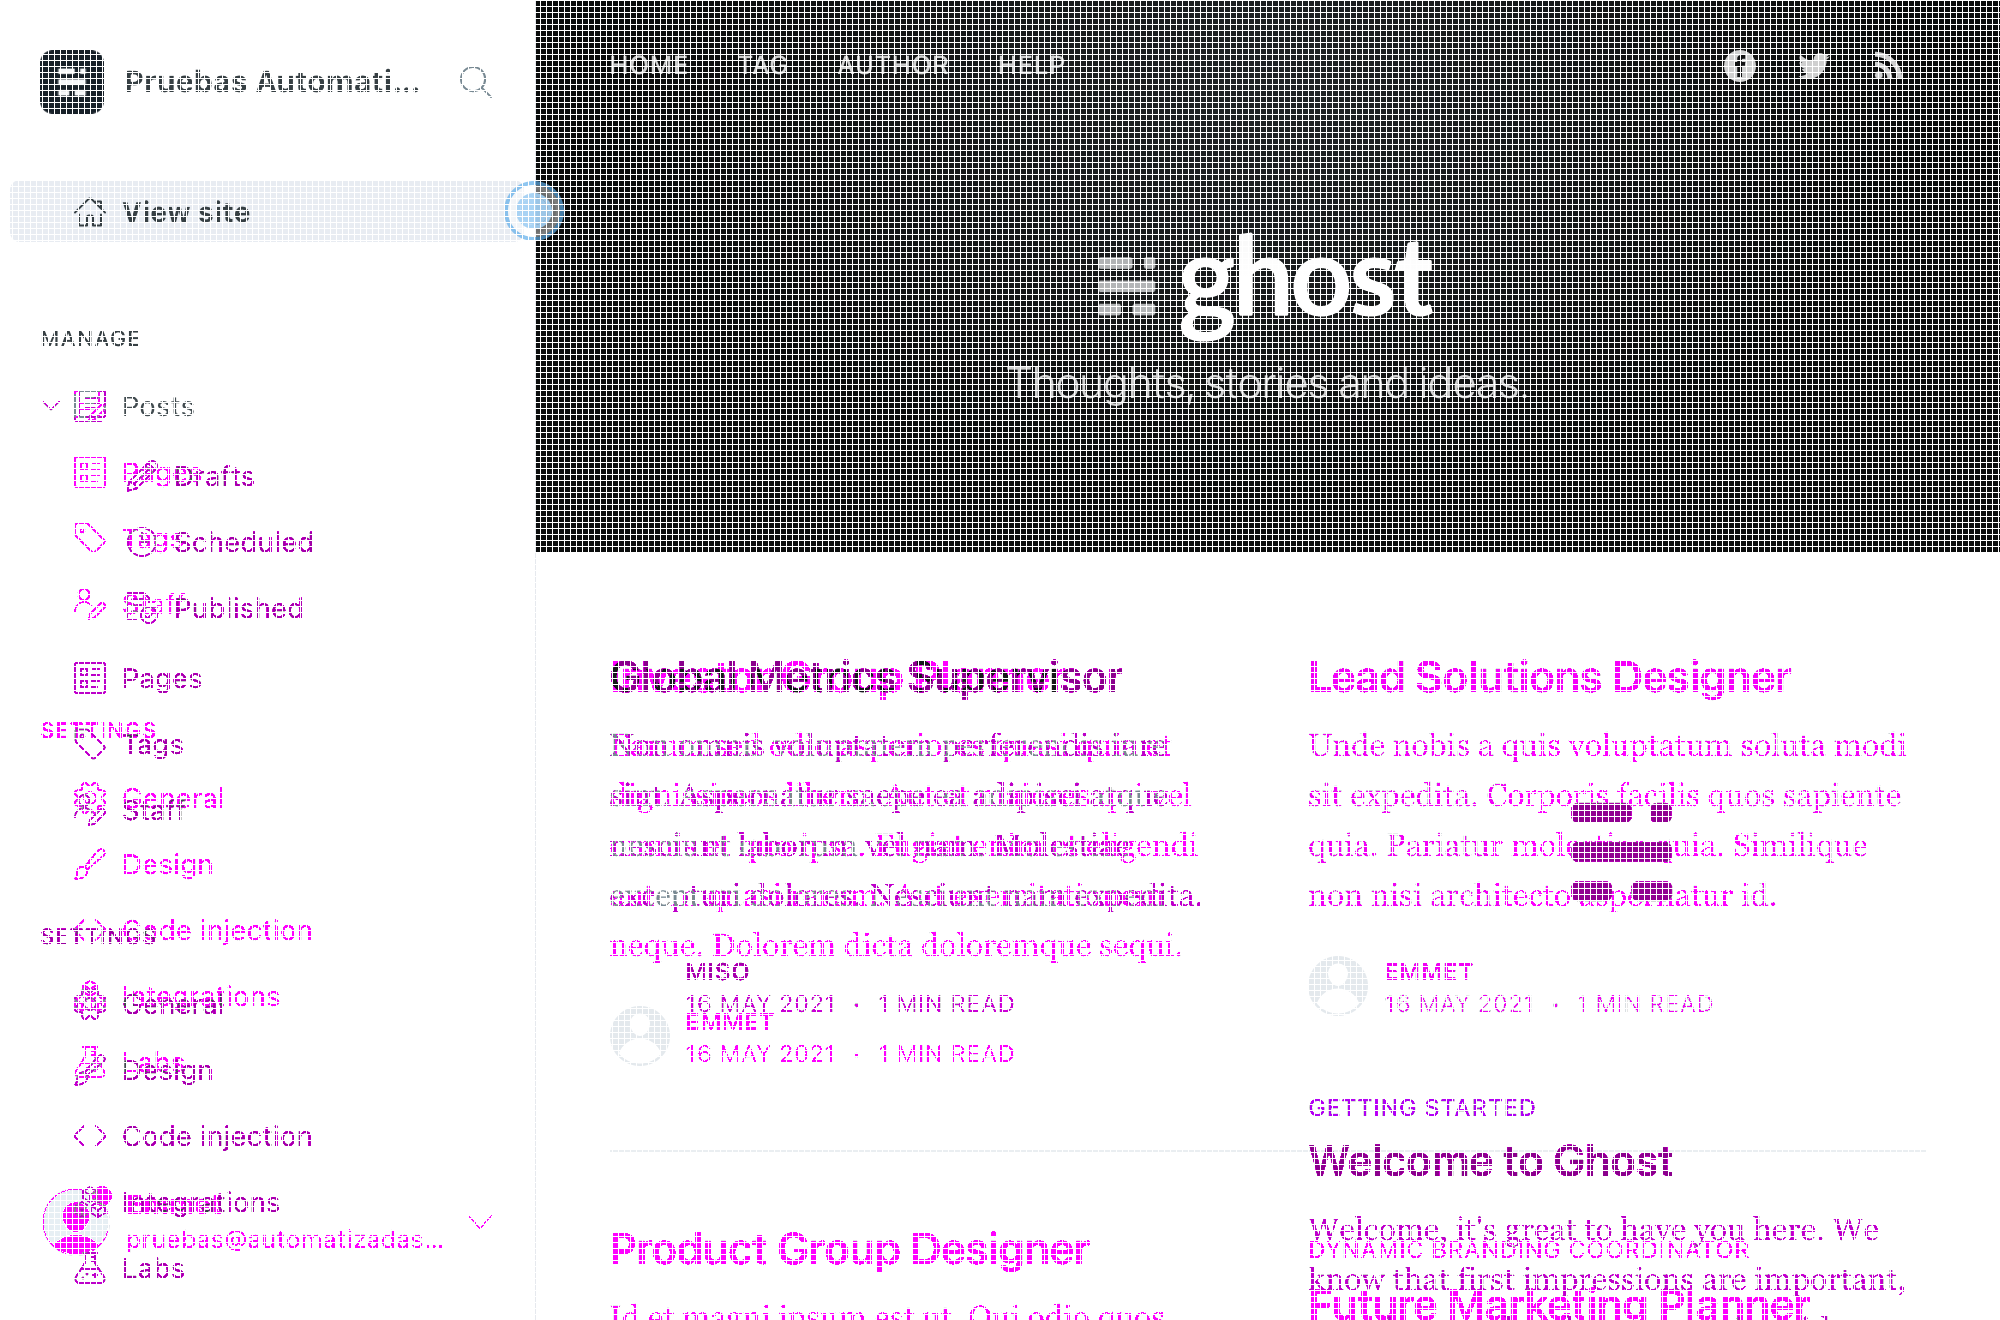 Pruebas Automati...
View site
MANAGE
Posts
Pages
Drafts
Tags
Scheduled
Staff
Published
Pages
SETTINGS
Tags
General
Staff
Design
SETTINGS
Code injection
Integrations
General
Labs
Design
Code injection
Integrations
pruebas@automatizadas...
Labs
HOME TAG AUTHOR HELP
ghost
Thoughts, stories and ideas.
Global Metrics Supervisor
neque. Dolorem dicta doloremque sequi.
MISO
16 MAY 2021 · 1 MIN READ
EMMET
16 MAY 2021 · 1 MIN READ
Product Group Designer
Id et magni ipsum est ut. Qui odio quos
Lead Solutions Designer
Unde nobis a quis voluptatum soluta modi
sit expedita. Corporis facilis quos sapiente
quia. Pariatur quia. Similique
non nisi architecto aspernatur id.
EMMET
16 MAY 2021 · 1 MIN READ
GETTING STARTED
Welcome to Ghost
Welcome, it's great to have you here. We
DYNAMIC BRANDING COORDINATOR
know that first impressions are important,
Future Marketing Planner